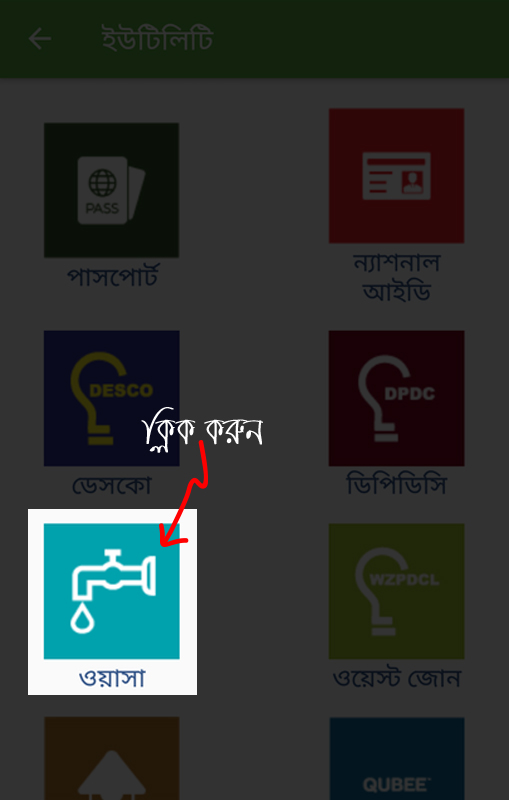 ইউটিলিটি
PASS
পাসপোর্ট
ন্যাশনাল
আইডি
DESCO
DPDC
ক্লিক করুন
ডেসকো
ডিপিডিসি
WZPDCL
ওয়াসা
ওয়েস্ট জোন
QUBEE